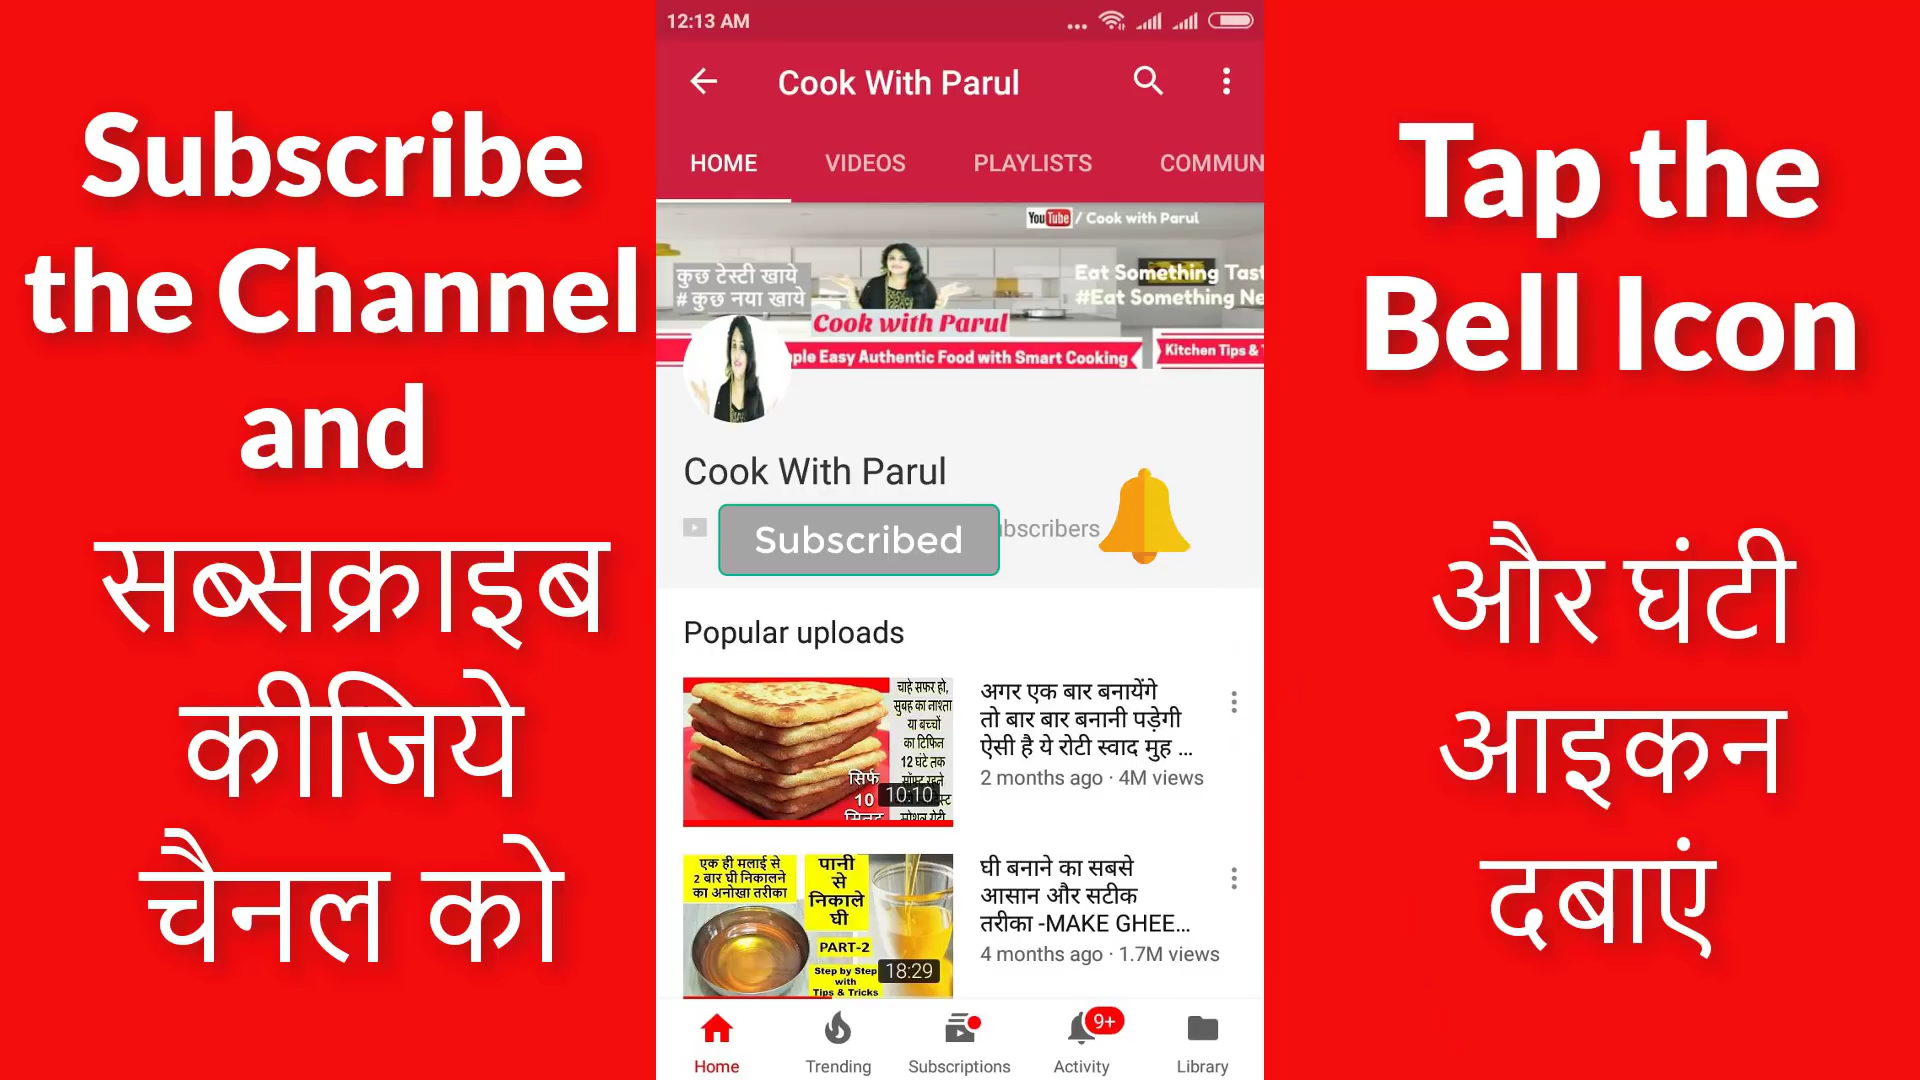 Subscribe
the Channel
and
सब्सक्राइब
कीजिये
चैनल को
12:13 AM
Cook With Parul
HOME VIDEOS PLAYLISTS COMMUN
YouTube / Cook with Parul
कुछ टेस्टी खाये
# कुछ नया खाये
Eat Something Tast
#Eat Something Ne
Cook with Parul
ple Easy Authentic Food with Smart Cooking
Kitchen Tips &
Cook With Parul
Subscribed
bscribers
Popular uploads
चाहे सफर हो,
सुबह का नाश्ता
या बच्चों
का टिफिन
12 घंटे तक
सिर्फ
10
10:10
अगर एक बार बनायेंगे
तो बार बार बनानी पड़ेगी
ऐसी है ये रोटी स्वाद मुह ...
2 months ago · 4M views
एक ही मलाई से
2 बार घी निकालने
का अनोखा तरीका
पानी
से
निकाले
घी
PART-2
Step by Step
with
Tips & Tricks
18:29
घी बनाने का सबसे
आसान और सटीक
तरीका -MAKE GHEE...
4 months ago · 1.7M views
Home Trending Subscriptions Activity Library
9+
Tap the
Bell Icon
और घंटी
आइकन
दबाएं